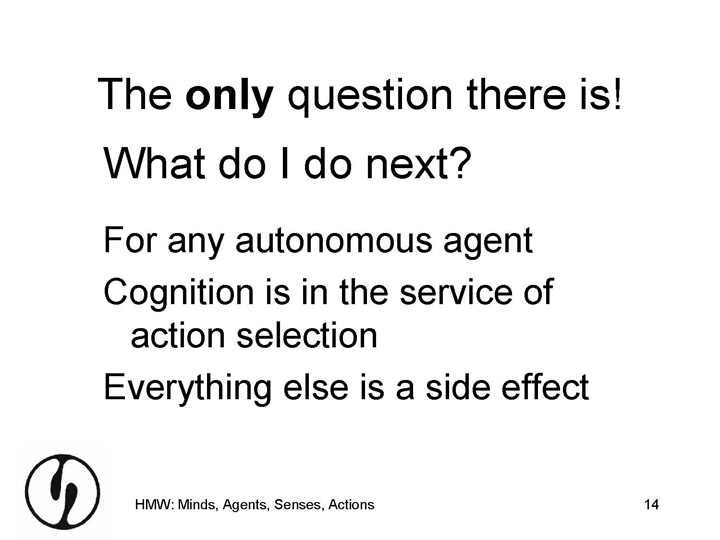 The only question there is!
What do I do next?
For any autonomous agent
Cognition is in the service of
action selection
Everything else is a side effect
HMW: Minds, Agents, Senses, Actions
14